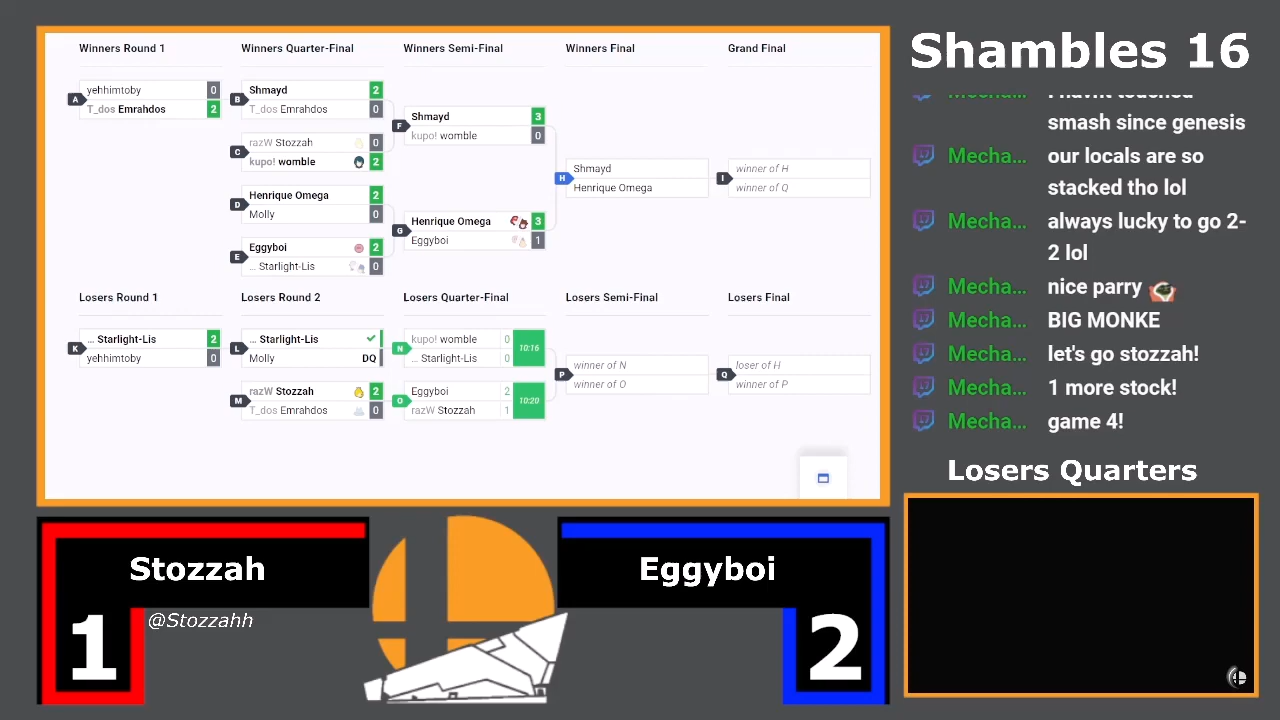 Winners Round 1
Winners Quarter-Final
Winners Semi-Final
Winners Final
Grand Final
A
yehhimtoby 0
T_dos Emrahdos 2
B
Shmayd 2
T_dos Emrahdos 0
C
razW Stozzah 0
kupo! womble 2
D
Henrique Omega 2
Molly 0
E
Eggyboi 2
... Starlight-Lis 0
F
Shmayd 3
kupo! womble 0
G
Henrique Omega 3
Eggyboi 1
H
Shmayd
Henrique Omega
I
winner of H
winner of Q
Losers Round 1
Losers Round 2
Losers Quarter-Final
Losers Semi-Final
Losers Final
K
... Starlight-Lis 2
yehhimtoby 0
L
... Starlight-Lis
Molly DQ
M
razW Stozzah 2
T_dos Emrahdos 0
N
kupo! womble 0
... Starlight-Lis 0
10:16
O
Eggyboi 2
razW Stozzah 1
10:20
P
winner of N
winner of O
Q
loser of H
winner of P
Shambles 16
smash since genesis
Mecha... our locals are so
stacked tho lol
Mecha... always lucky to go 2-
2 lol
Mecha... nice parry
Mecha... BIG MONKE
Mecha... let's go stozzah!
Mecha... 1 more stock!
Mecha... game 4!
Losers Quarters
Stozzah
1
@Stozzahh
Eggyboi
2